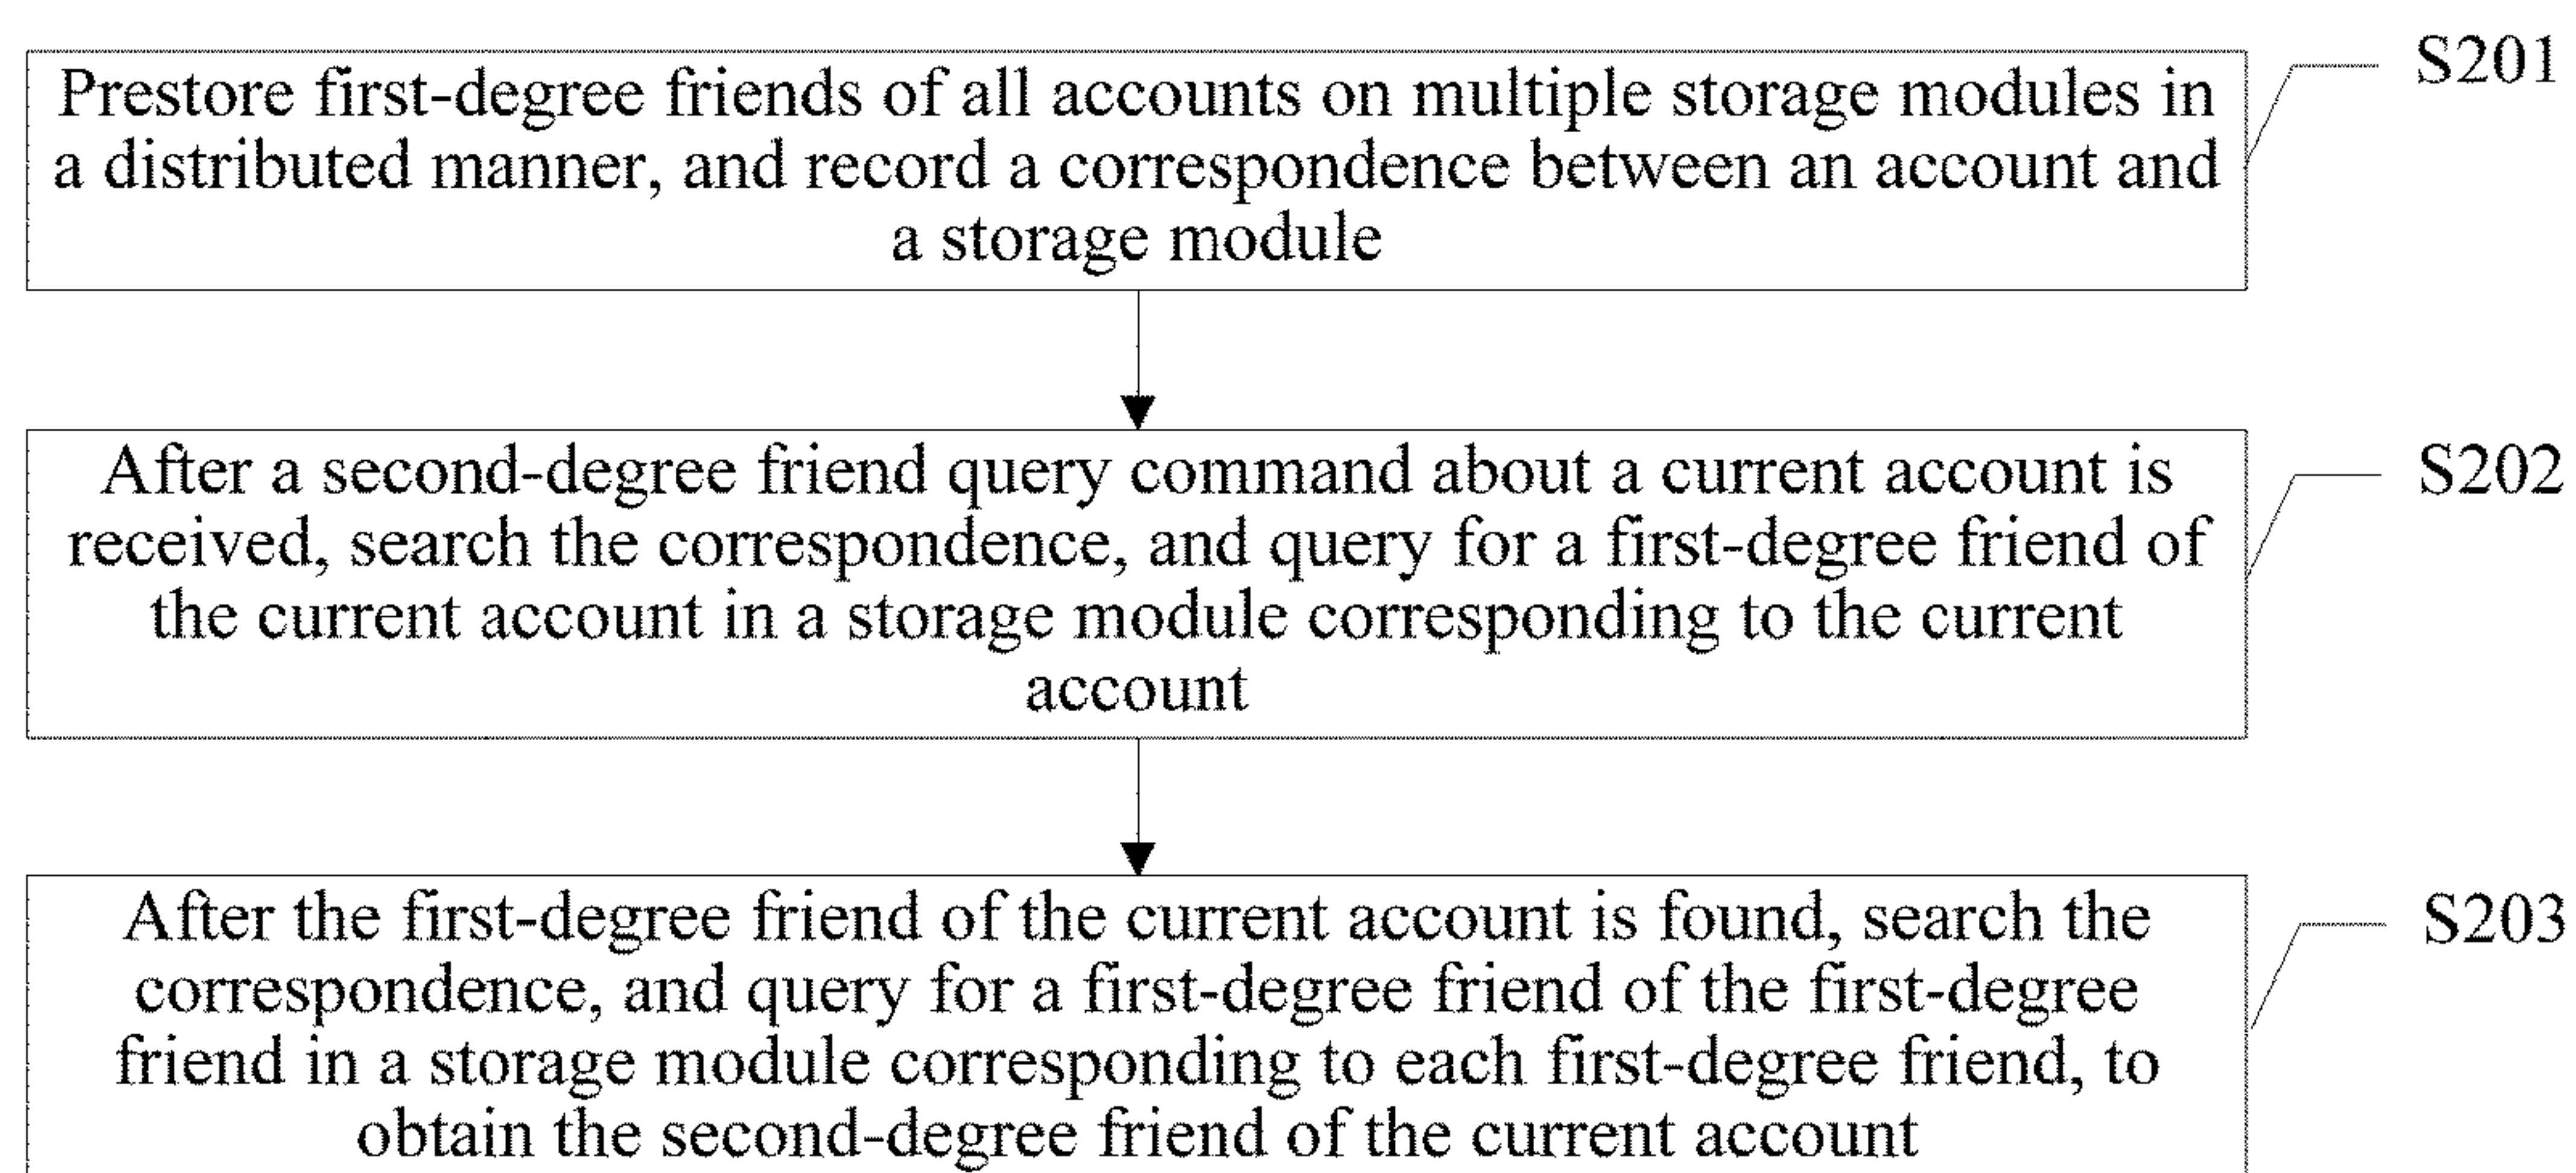 Prestore first-degree friends of all accounts on multiple storage modules in
a distributed manner, and record a correspondence between an account and
a storage module
S201
After a second-degree friend query command about a current account is
received, search the correspondence, and query for a first-degree friend of
the current account in a storage module corresponding to the current
account
S202
After the first-degree friend of the current account is found, search the
correspondence, and query for a first-degree friend of the first-degree
friend in a storage module corresponding to each first-degree friend, to
obtain the second-degree friend of the current account
S203